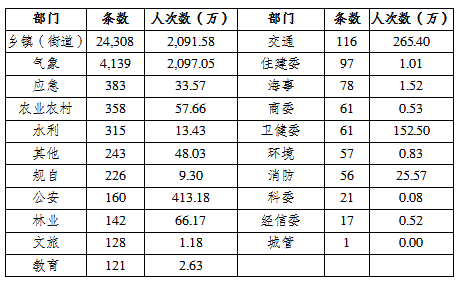 部门 条数 人次数（万） 部门 条数 人次数（万）
乡镇（街道） 24,308 2,091.58 交通 116 265.40
气象 4,139 2,097.05 住建委 97 1.01
应急 383 33.57 海事 78 1.52
农业农村 358 57.66 商委 61 0.53
水利 315 13.43 卫健委 61 152.50
其他 243 48.03 环境 57 0.83
规自 226 9.30 消防 56 25.57
公安 160 413.18 科委 21 0.08
林业 142 66.17 经信委 17 0.52
文旅 128 1.18 城管 1 0.00
教育 121 2.63